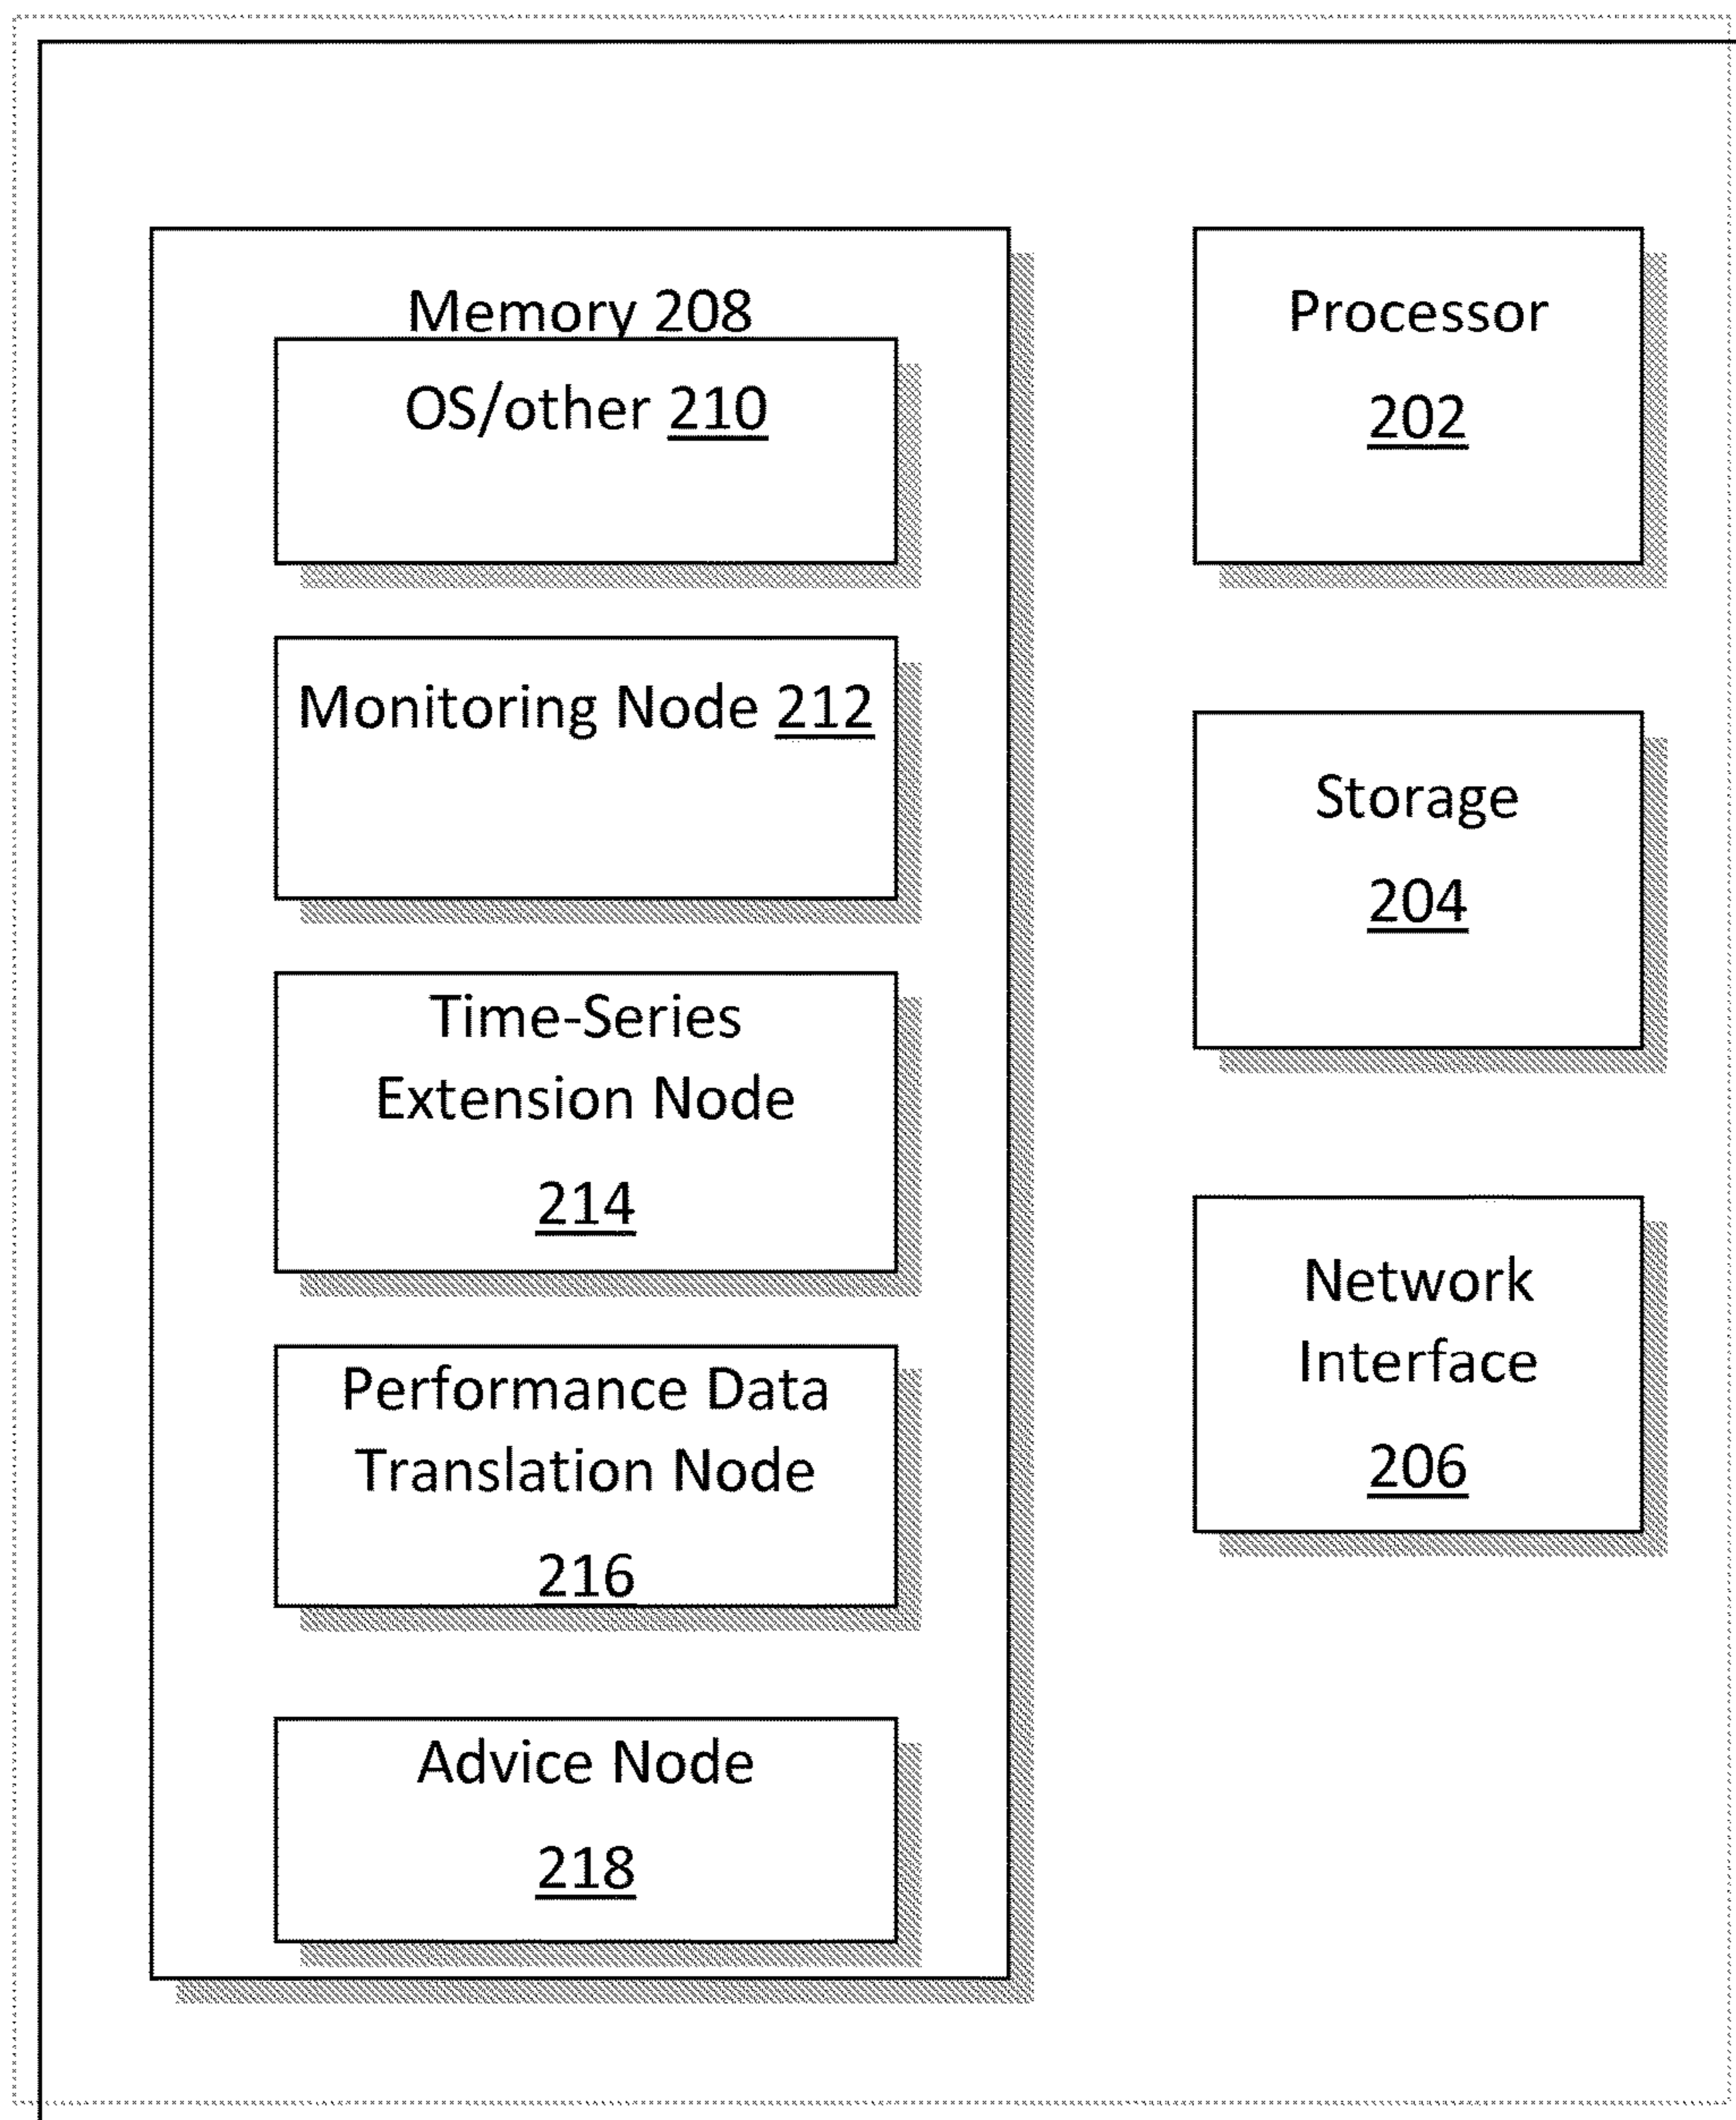 Memory 208
OS/other 210
Monitoring Node 212
Time-Series
Extension Node
214
Performance Data
Translation Node
216
Advice Node
218
Processor
202
Storage
204
Network
Interface
206